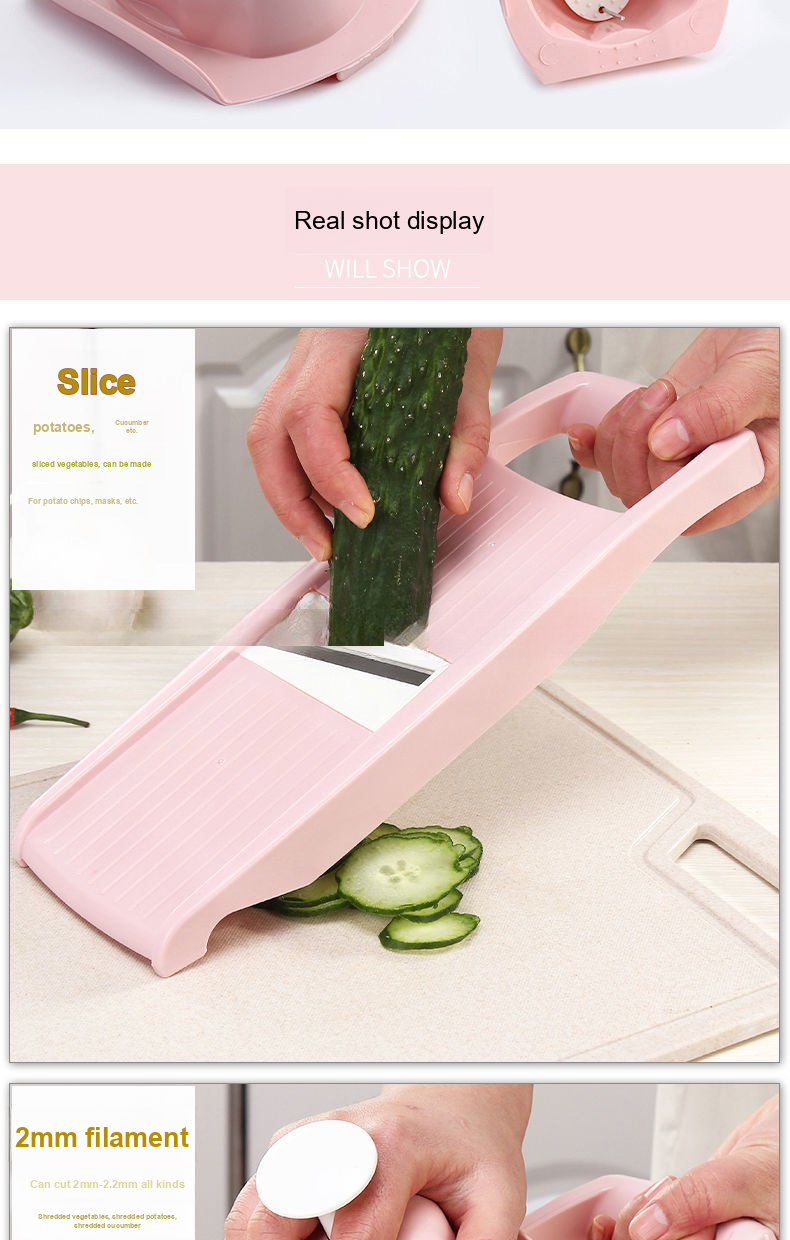 Real shot display
WILL SHOW
Slice
potatoes,
Cucumber
etc.
sliced vegetables, can be made
For potato chips, masks, etc.
2mm filament
Can cut 2mm-2.2mm all kinds
Shredded vegetables, shredded potatoes,
shredded cucumber